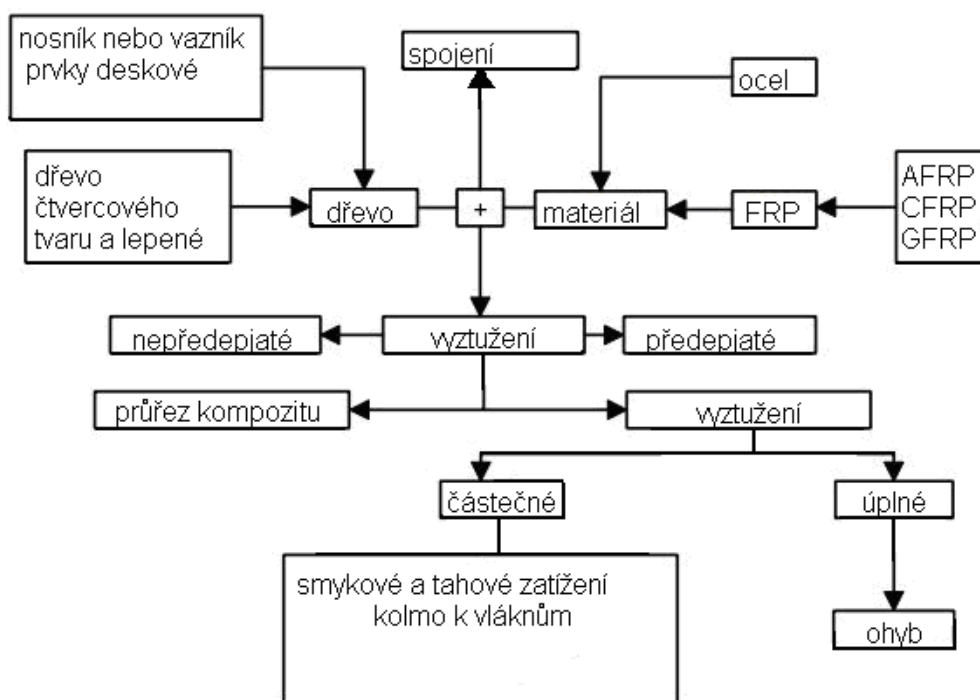 nosník nebo vazník
prvky deskové
spojení
ocel
dřevo
čtvercového
tvaru a lepené
dřevo
+
materiál
FRP
AFRP
CFRP
GFRP
nepředepjaté
vyztužení
předepjaté
průřez kompozitu
vyztužení
částečné
úplné
smykové a tahové zatížení
kolmo k vláknům
ohyb